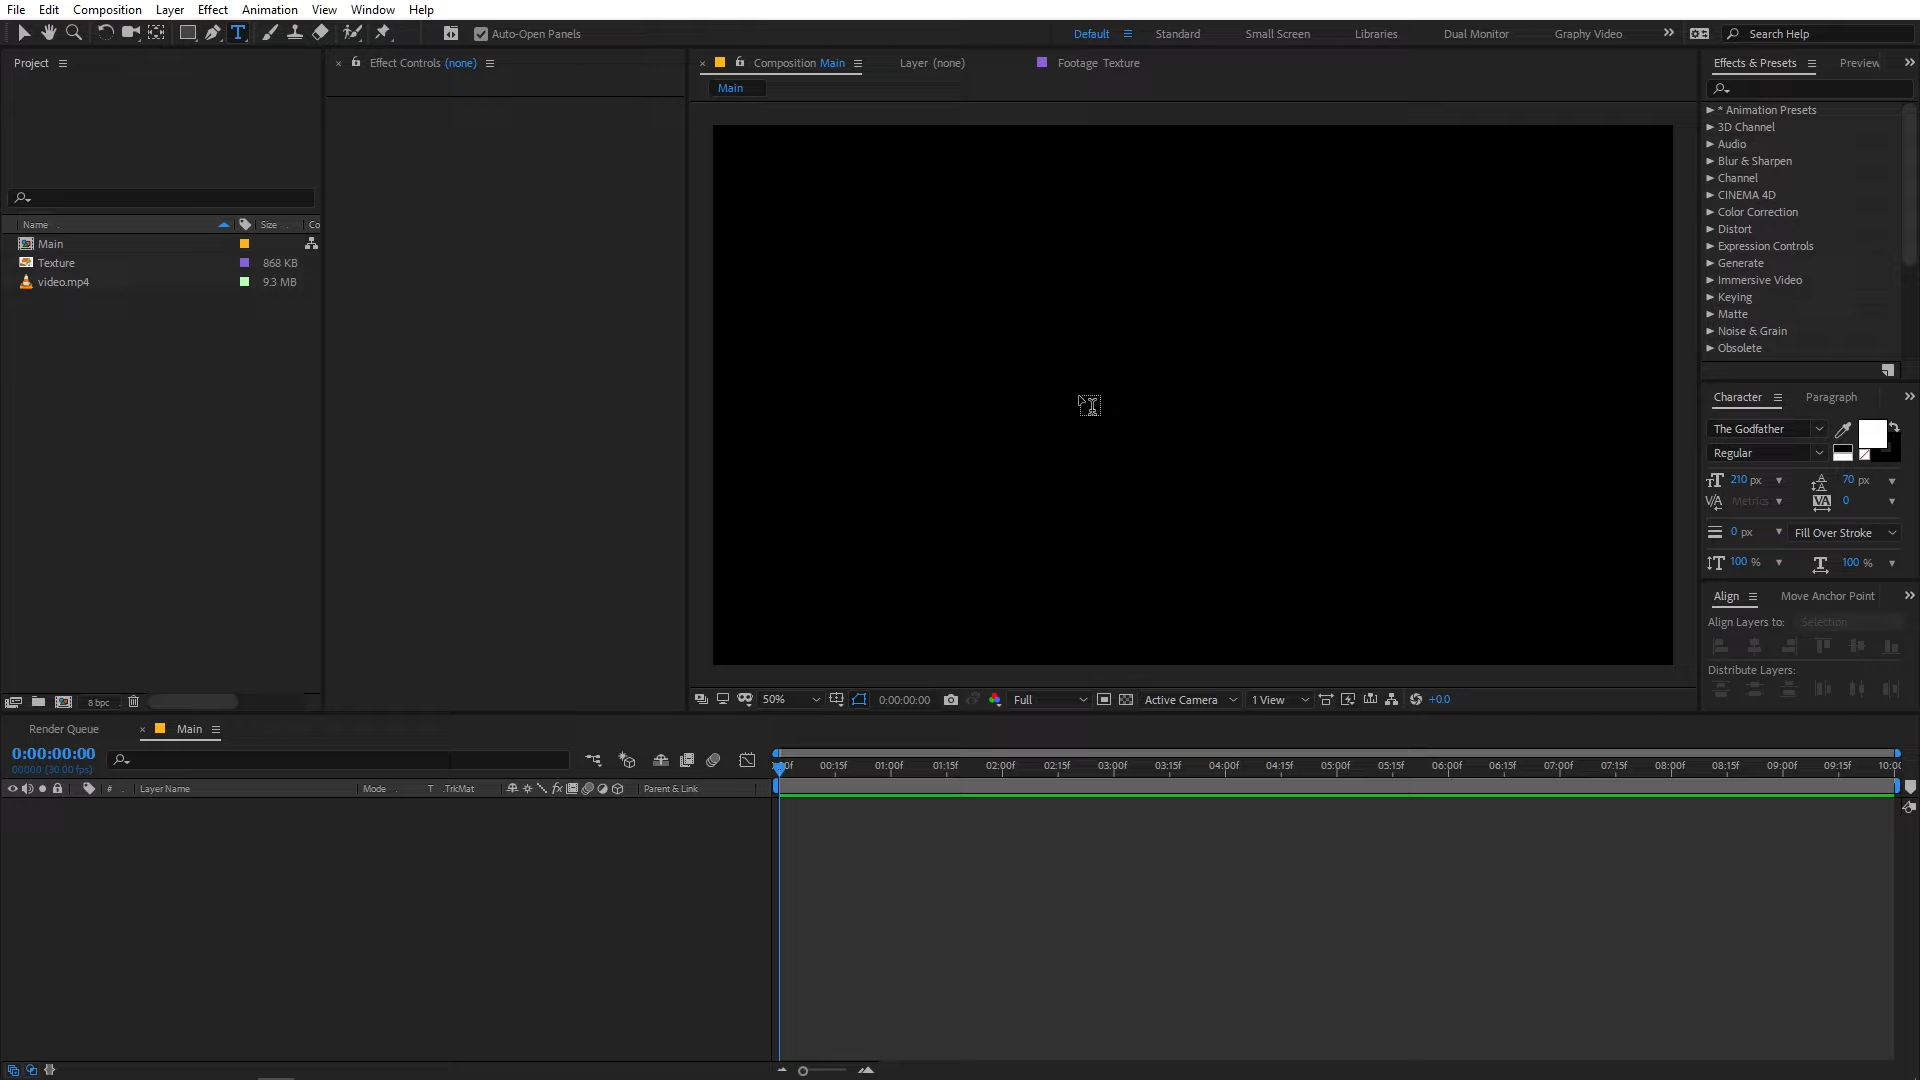 File Edit Composition Layer Effect Animation View Window Help
Auto-Open Panels Default Standard Small Screen Libraries Dual Monitor Graphy Video Search Help
Project Effect Controls (none) Composition Main Layer (none) Footage Texture Effects & Presets Preview
Main
* Animation Presets
3D Channel
Audio
Blur & Sharpen
Channel
CINEMA 4D
Color Correction
Distort
Expression Controls
Generate
Immersive Video
Keying
Matte
Noise & Grain
Obsolete
Name Size Co
Main
Texture 868 KB
video.mp4 9.3 MB
Character Paragraph
The Godfather
Regular
210 px 70 px
Metrics 0
0 px Fill Over Stroke
100 % 100 %
Align Move Anchor Point
Align Layers to: Selection
Distribute Layers:
8 bpc 50% 0:00:00:00 Full Active Camera 1 View +0.0
Render Queue Main
0:00:00:00
00000 (30.00 fps)
00:15f 01:00f 01:15f 02:00f 02:15f 03:00f 03:15f 04:00f 04:15f 05:00f 05:15f 06:00f 06:15f 07:00f 07:15f 08:00f 08:15f 09:00f 09:15f 10:00
# Layer Name Mode T .TrkMat fx Parent & Link